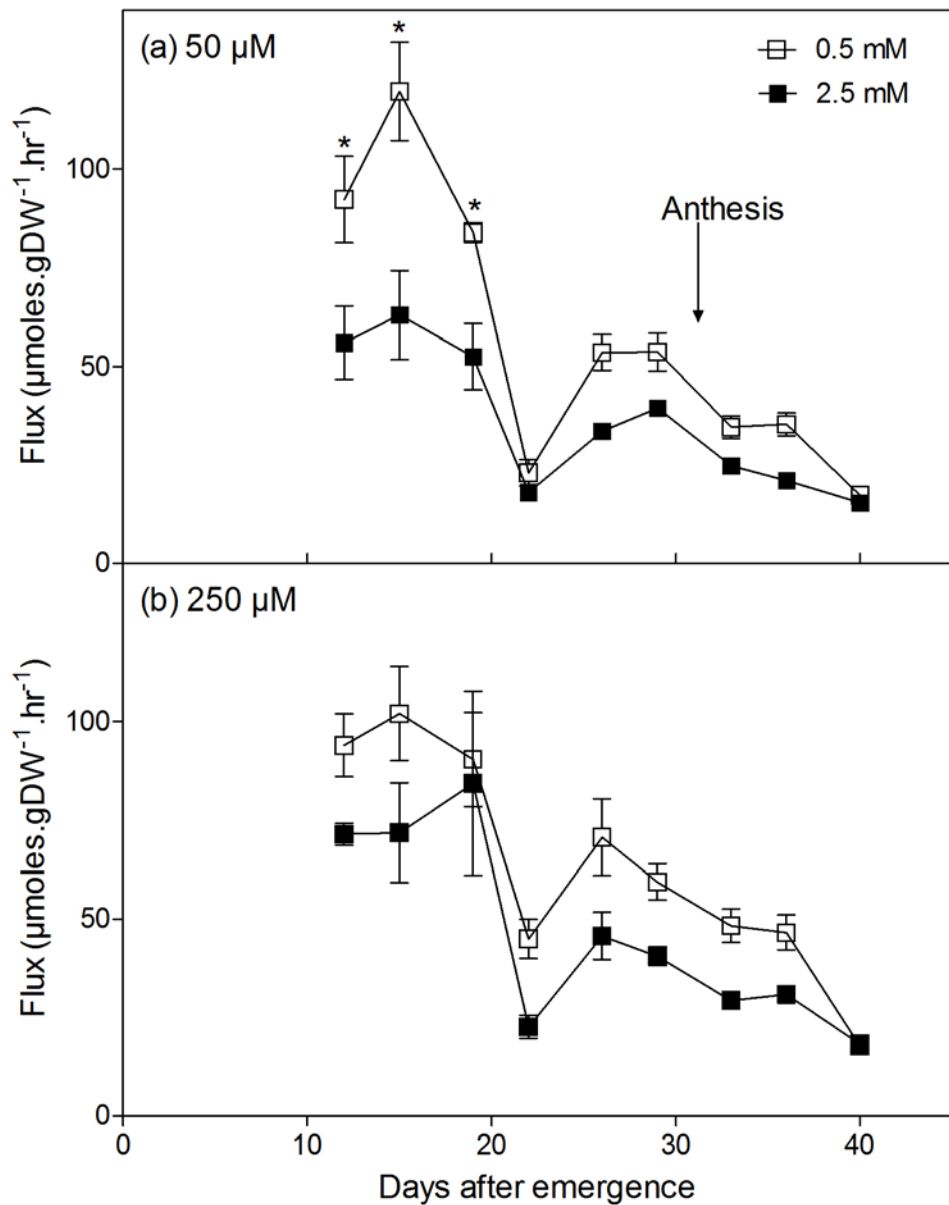 (a) 50 µM
0.5 mM
2.5 mM
*
*
*
Anthesis
100
50
0
Flux (µmoles.gDW⁻¹.hr⁻¹)
(b) 250 µM
100
50
0
Flux (µmoles.gDW⁻¹.hr⁻¹)
0 10 20 30 40
Days after emergence